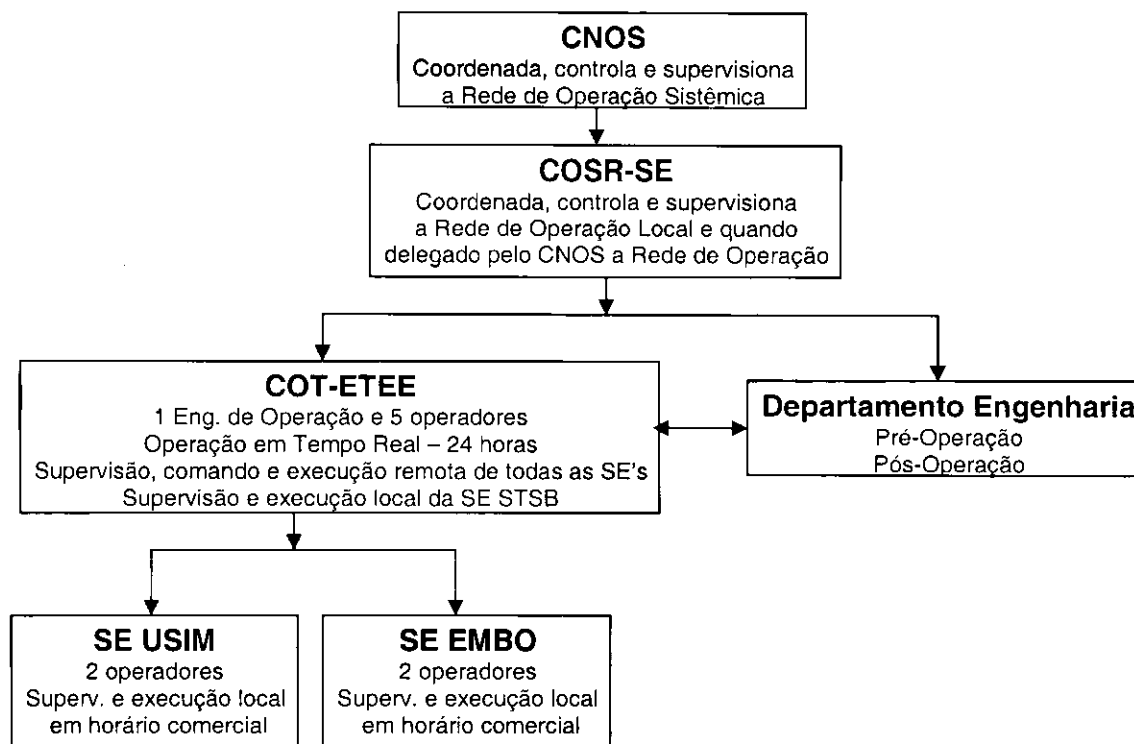 CNOS
Coordenada, controla e supervisiona
a Rede de Operação Sistêmica
COSR-SE
Coordenada, controla e supervisiona
a Rede de Operação Local e quando
delegado pelo CNOS a Rede de Operação
COT-ETEE
1 Eng. de Operação e 5 operadores
Operação em Tempo Real – 24 horas
Supervisão, comando e execução remota de todas as SE's
Supervisão e execução local da SE STSB
Departamento Engenharia
Pré-Operação
Pós-Operação
SE USIM
2 operadores
Superv. e execução local
em horário comercial
SE EMBO
2 operadores
Superv. e execução local
em horário comercial